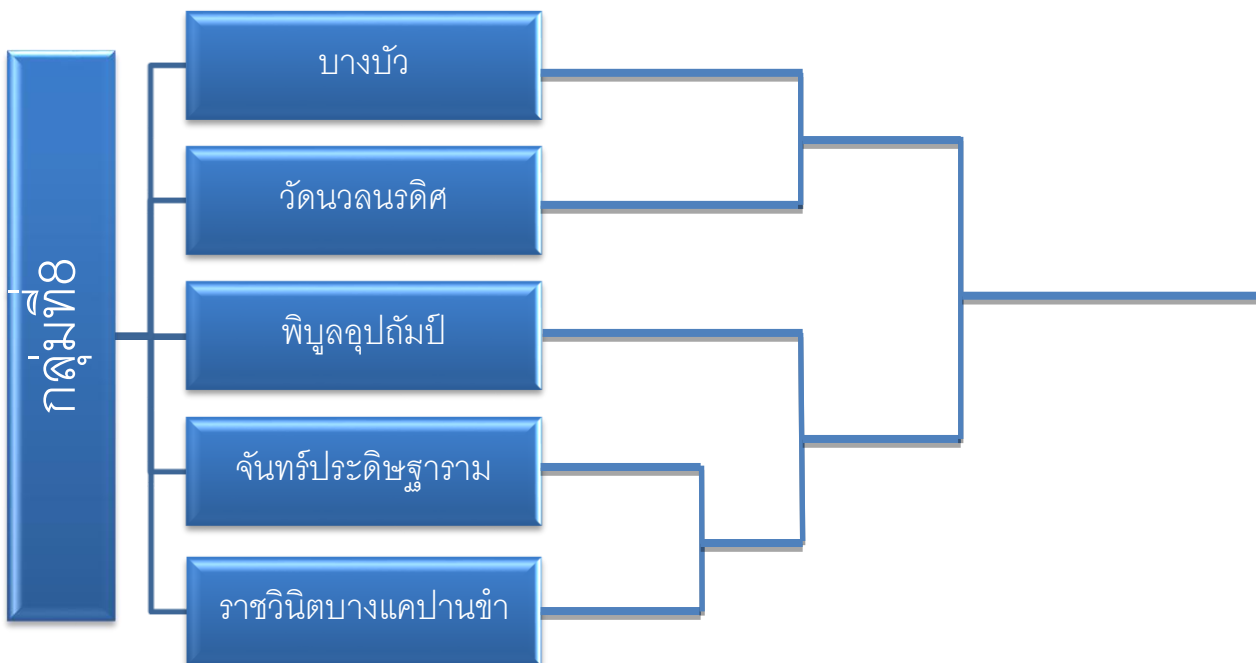 กลุ่มที่8
บางบัว
วัดนวลนรดิศ
พิบูลอุปถัมป์
จันทร์ประดิษฐาราม
ราชวินิตบางแคปานขำ